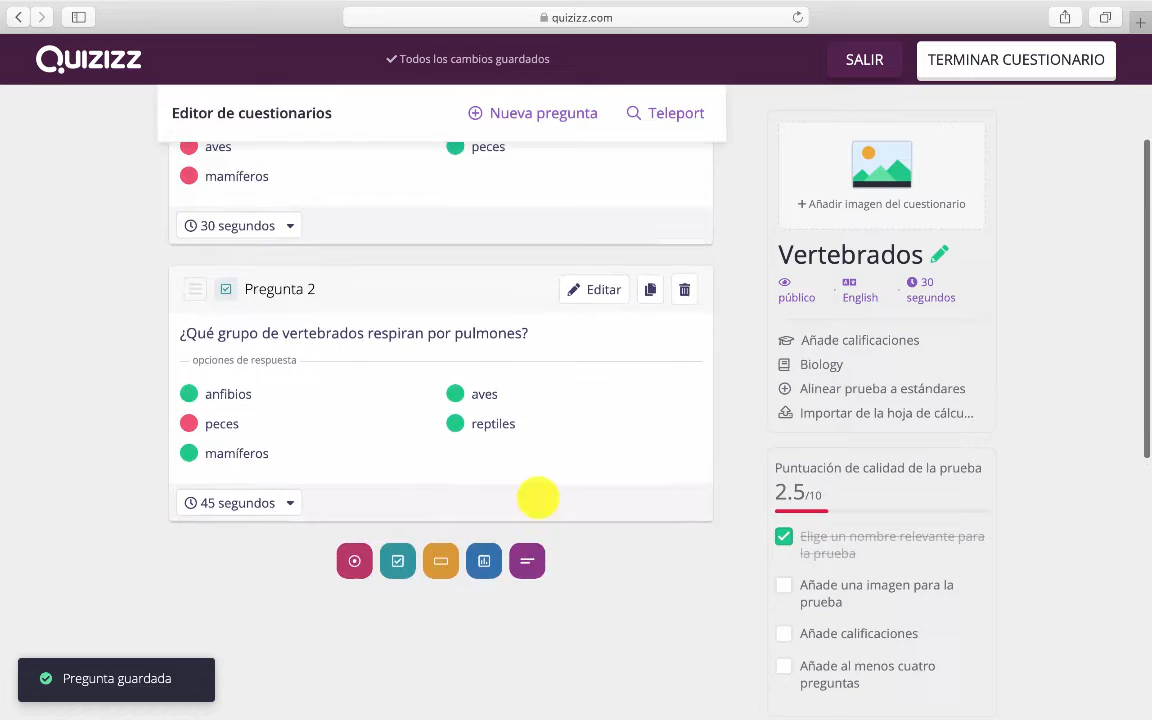 quizizz.com
Quizizz
Todos los cambios guardados
SALIR
TERMINAR CUESTIONARIO
Editor de cuestionarios
Nueva pregunta
Teleport
aves
peces
mamíferos
30 segundos
Pregunta 2
Editar
¿Qué grupo de vertebrados respiran por pulmones?
opciones de respuesta
anfibios
aves
peces
reptiles
mamíferos
45 segundos
Pregunta guardada
+ Añadir imagen del cuestionario
Vertebrados
público
English
30 segundos
Añade calificaciones
Biology
Alinear prueba a estándares
Importar de la hoja de cálcu...
Puntuación de calidad de la prueba
2.5/10
Elige un nombre relevante para
la prueba
Añade una imagen para la
prueba
Añade calificaciones
Añade al menos cuatro
preguntas